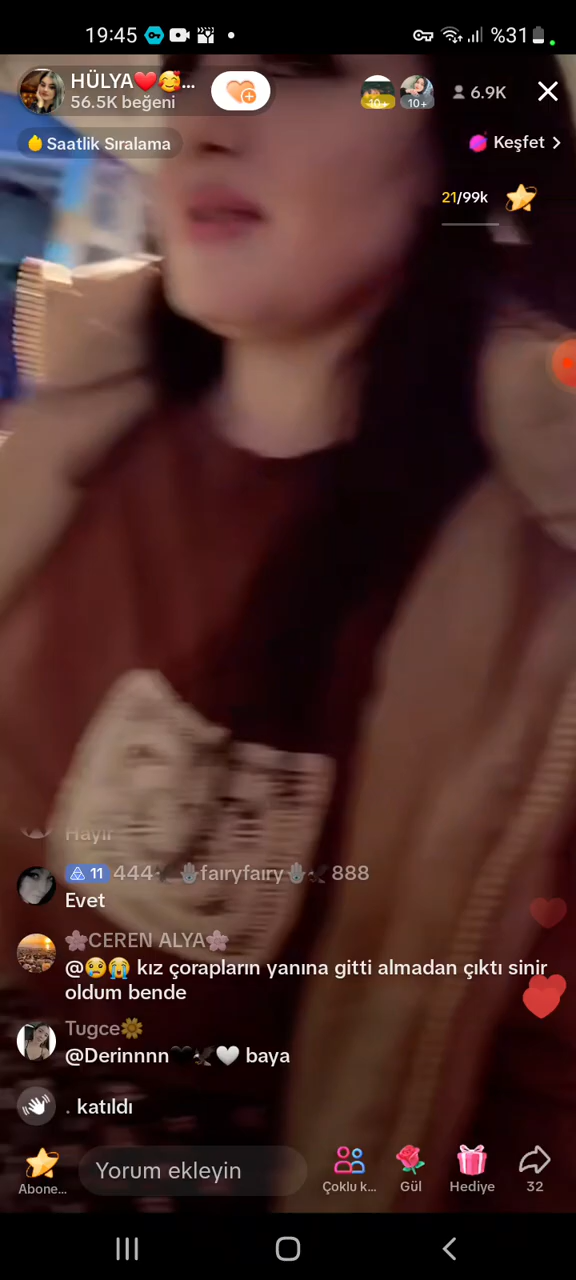 19:45 %31
HÜLYA❤️🥰...
56.5K beğeni
10+
10+
6.9K
Saatlik Sıralama
Keşfet
21/99k
Hayır
11 444 faıryfaıry 888
Evet
🌸CEREN ALYA🌸
@😢😭 kız çorapların yanına gitti almadan çıktı sinir
oldum bende
Tugce🌼
@Derinnnn🖤🤍 baya
. katıldı
Abone...
Yorum ekleyin
Çoklu k...
Gül
Hediye
32